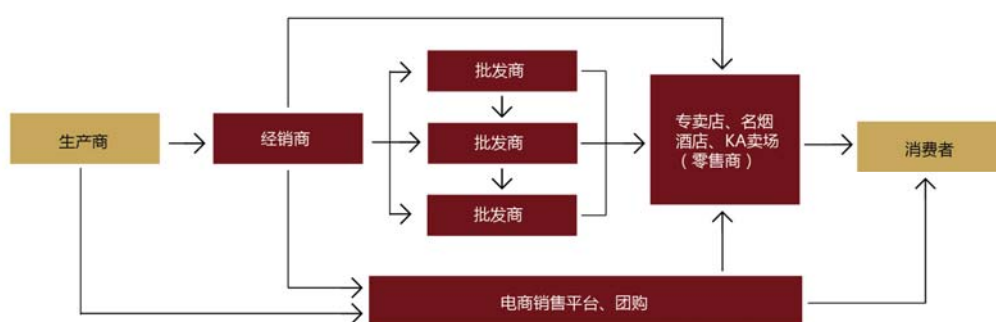 批发商
生产商
经销商
批发商
批发商
专卖店、名烟
酒店、KA卖场
（零售商）
消费者
电商销售平台、团购